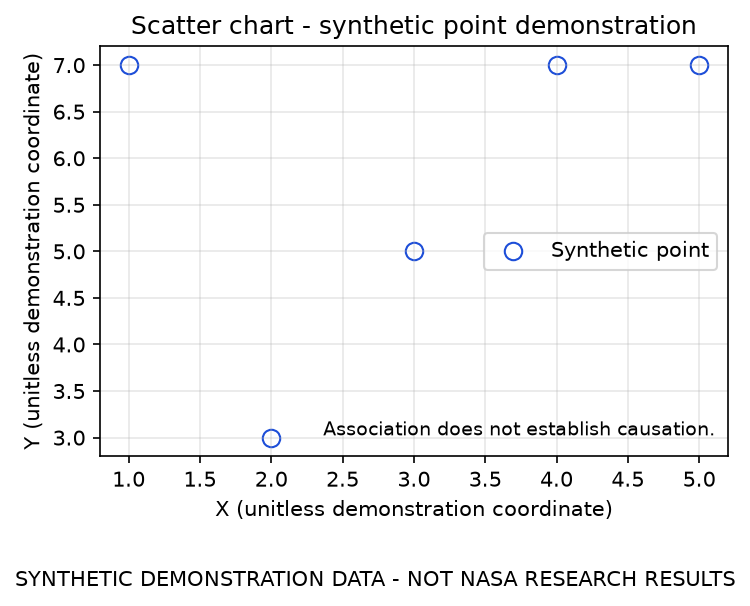 Scatter chart - synthetic point demonstration
Y (unitless demonstration coordinate)
7.0
6.5
6.0
5.5
5.0
4.5
4.0
3.5
3.0
Synthetic point
Association does not establish causation.
1.0 1.5 2.0 2.5 3.0 3.5 4.0 4.5 5.0
X (unitless demonstration coordinate)
SYNTHETIC DEMONSTRATION DATA - NOT NASA RESEARCH RESULTS